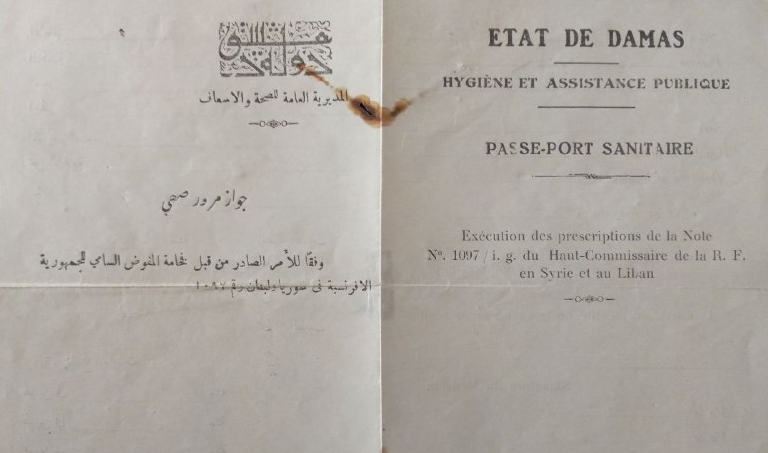 دولة دمشق
المديرية العامة للصحة والاسعاف
جواز مرور صحي
وفقاً للأمر الصادر من قبل فخامة المفوض السامي للجمهورية
الافرنسية في سوريا ولبنان رقم ١٠٩٧
ETAT DE DAMAS
HYGIÈNE ET ASSISTANCE PUBLIQUE
PASSE-PORT SANITAIRE
Exécution des prescriptions de la Note
Nº. 1097 / i. g. du Haut-Commissaire de la R. F.
en Syrie et au Liban